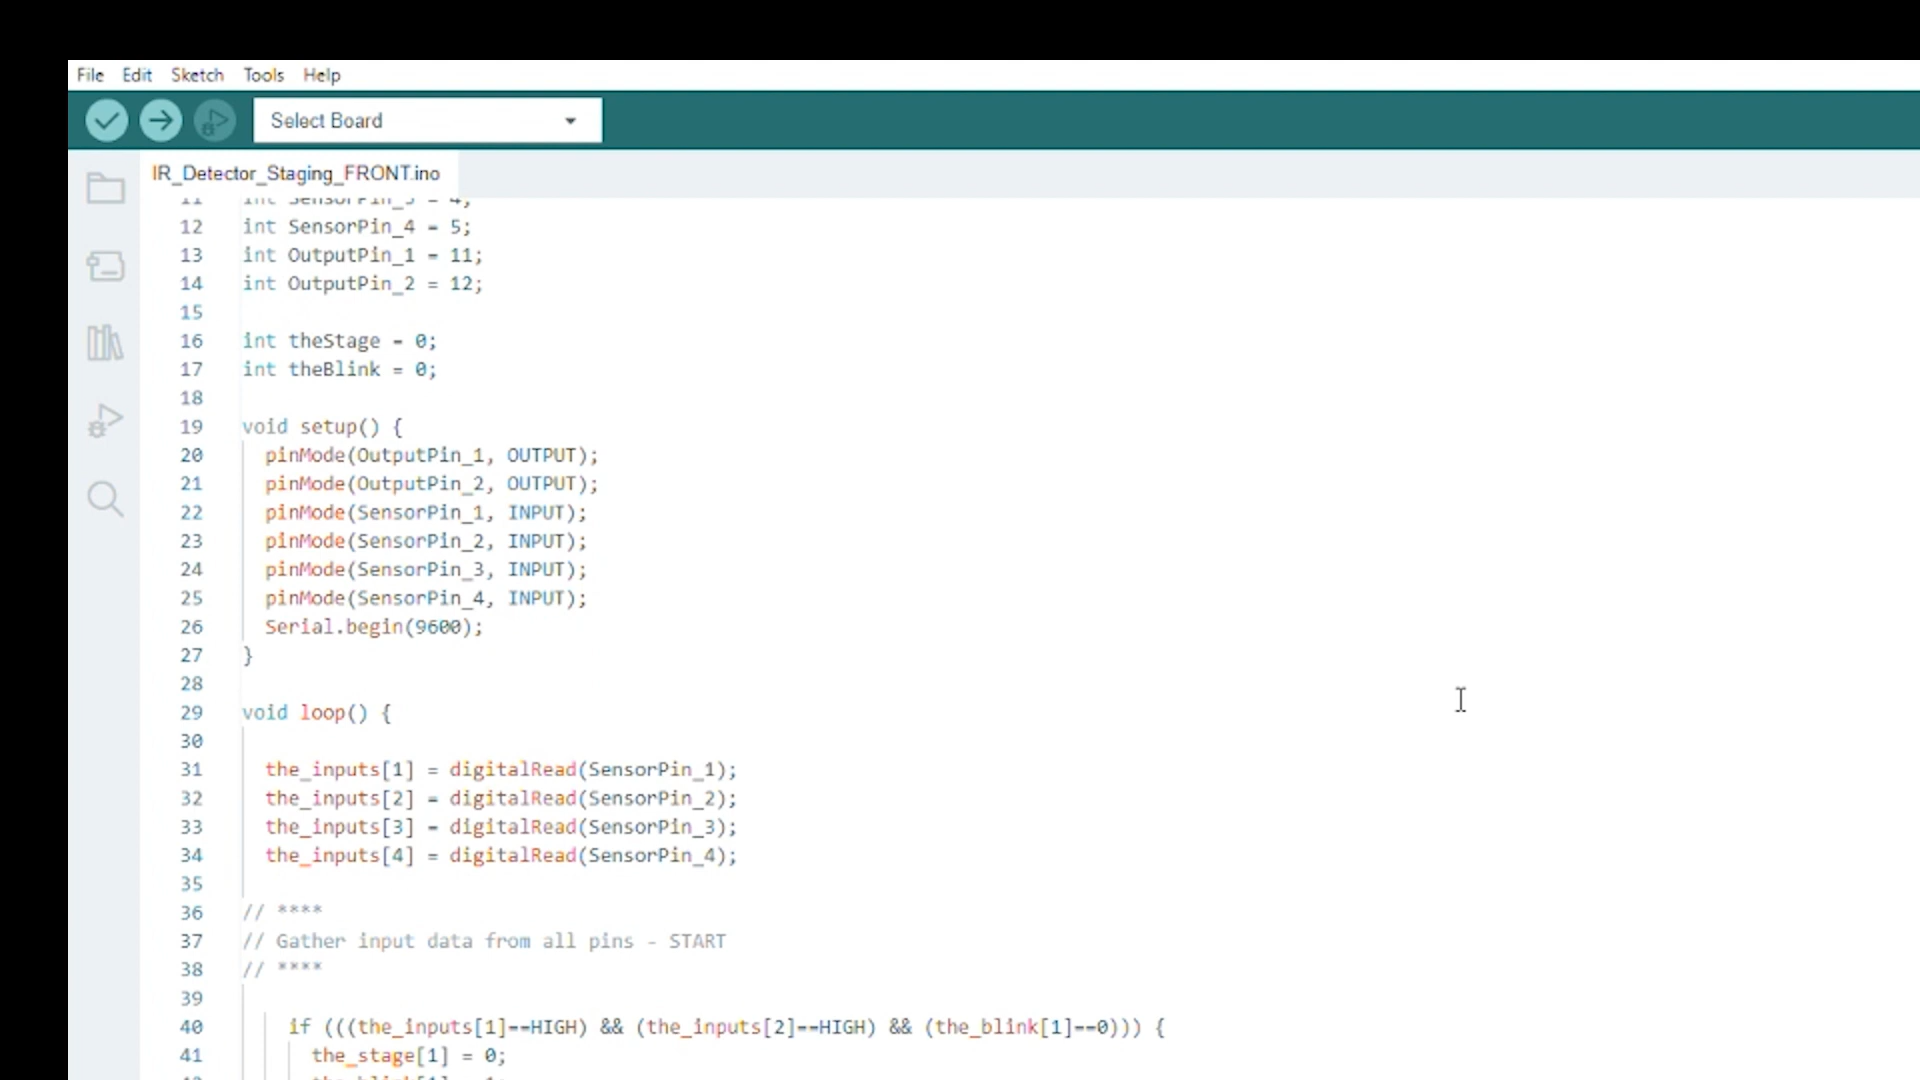 File Edit Sketch Tools Help
Select Board
IR_Detector_Staging_FRONT.ino
11 int SensorPin_3 = 4;
12 int SensorPin_4 = 5;
13 int OutputPin_1 = 11;
14 int OutputPin_2 = 12;
15
16 int theStage = 0;
17 int theBlink = 0;
18
19 void setup() {
20 pinMode(OutputPin_1, OUTPUT);
21 pinMode(OutputPin_2, OUTPUT);
22 pinMode(SensorPin_1, INPUT);
23 pinMode(SensorPin_2, INPUT);
24 pinMode(SensorPin_3, INPUT);
25 pinMode(SensorPin_4, INPUT);
26 Serial.begin(9600);
27 }
28
29 void loop() {
30
31 the_inputs[1] = digitalRead(SensorPin_1);
32 the_inputs[2] = digitalRead(SensorPin_2);
33 the_inputs[3] = digitalRead(SensorPin_3);
34 the_inputs[4] = digitalRead(SensorPin_4);
35
36 // ****
37 // Gather input data from all pins - START
38 // ****
39
40 if (((the_inputs[1]==HIGH) && (the_inputs[2]==HIGH) && (the_blink[1]==0))) {
41 the_stage[1] = 0;